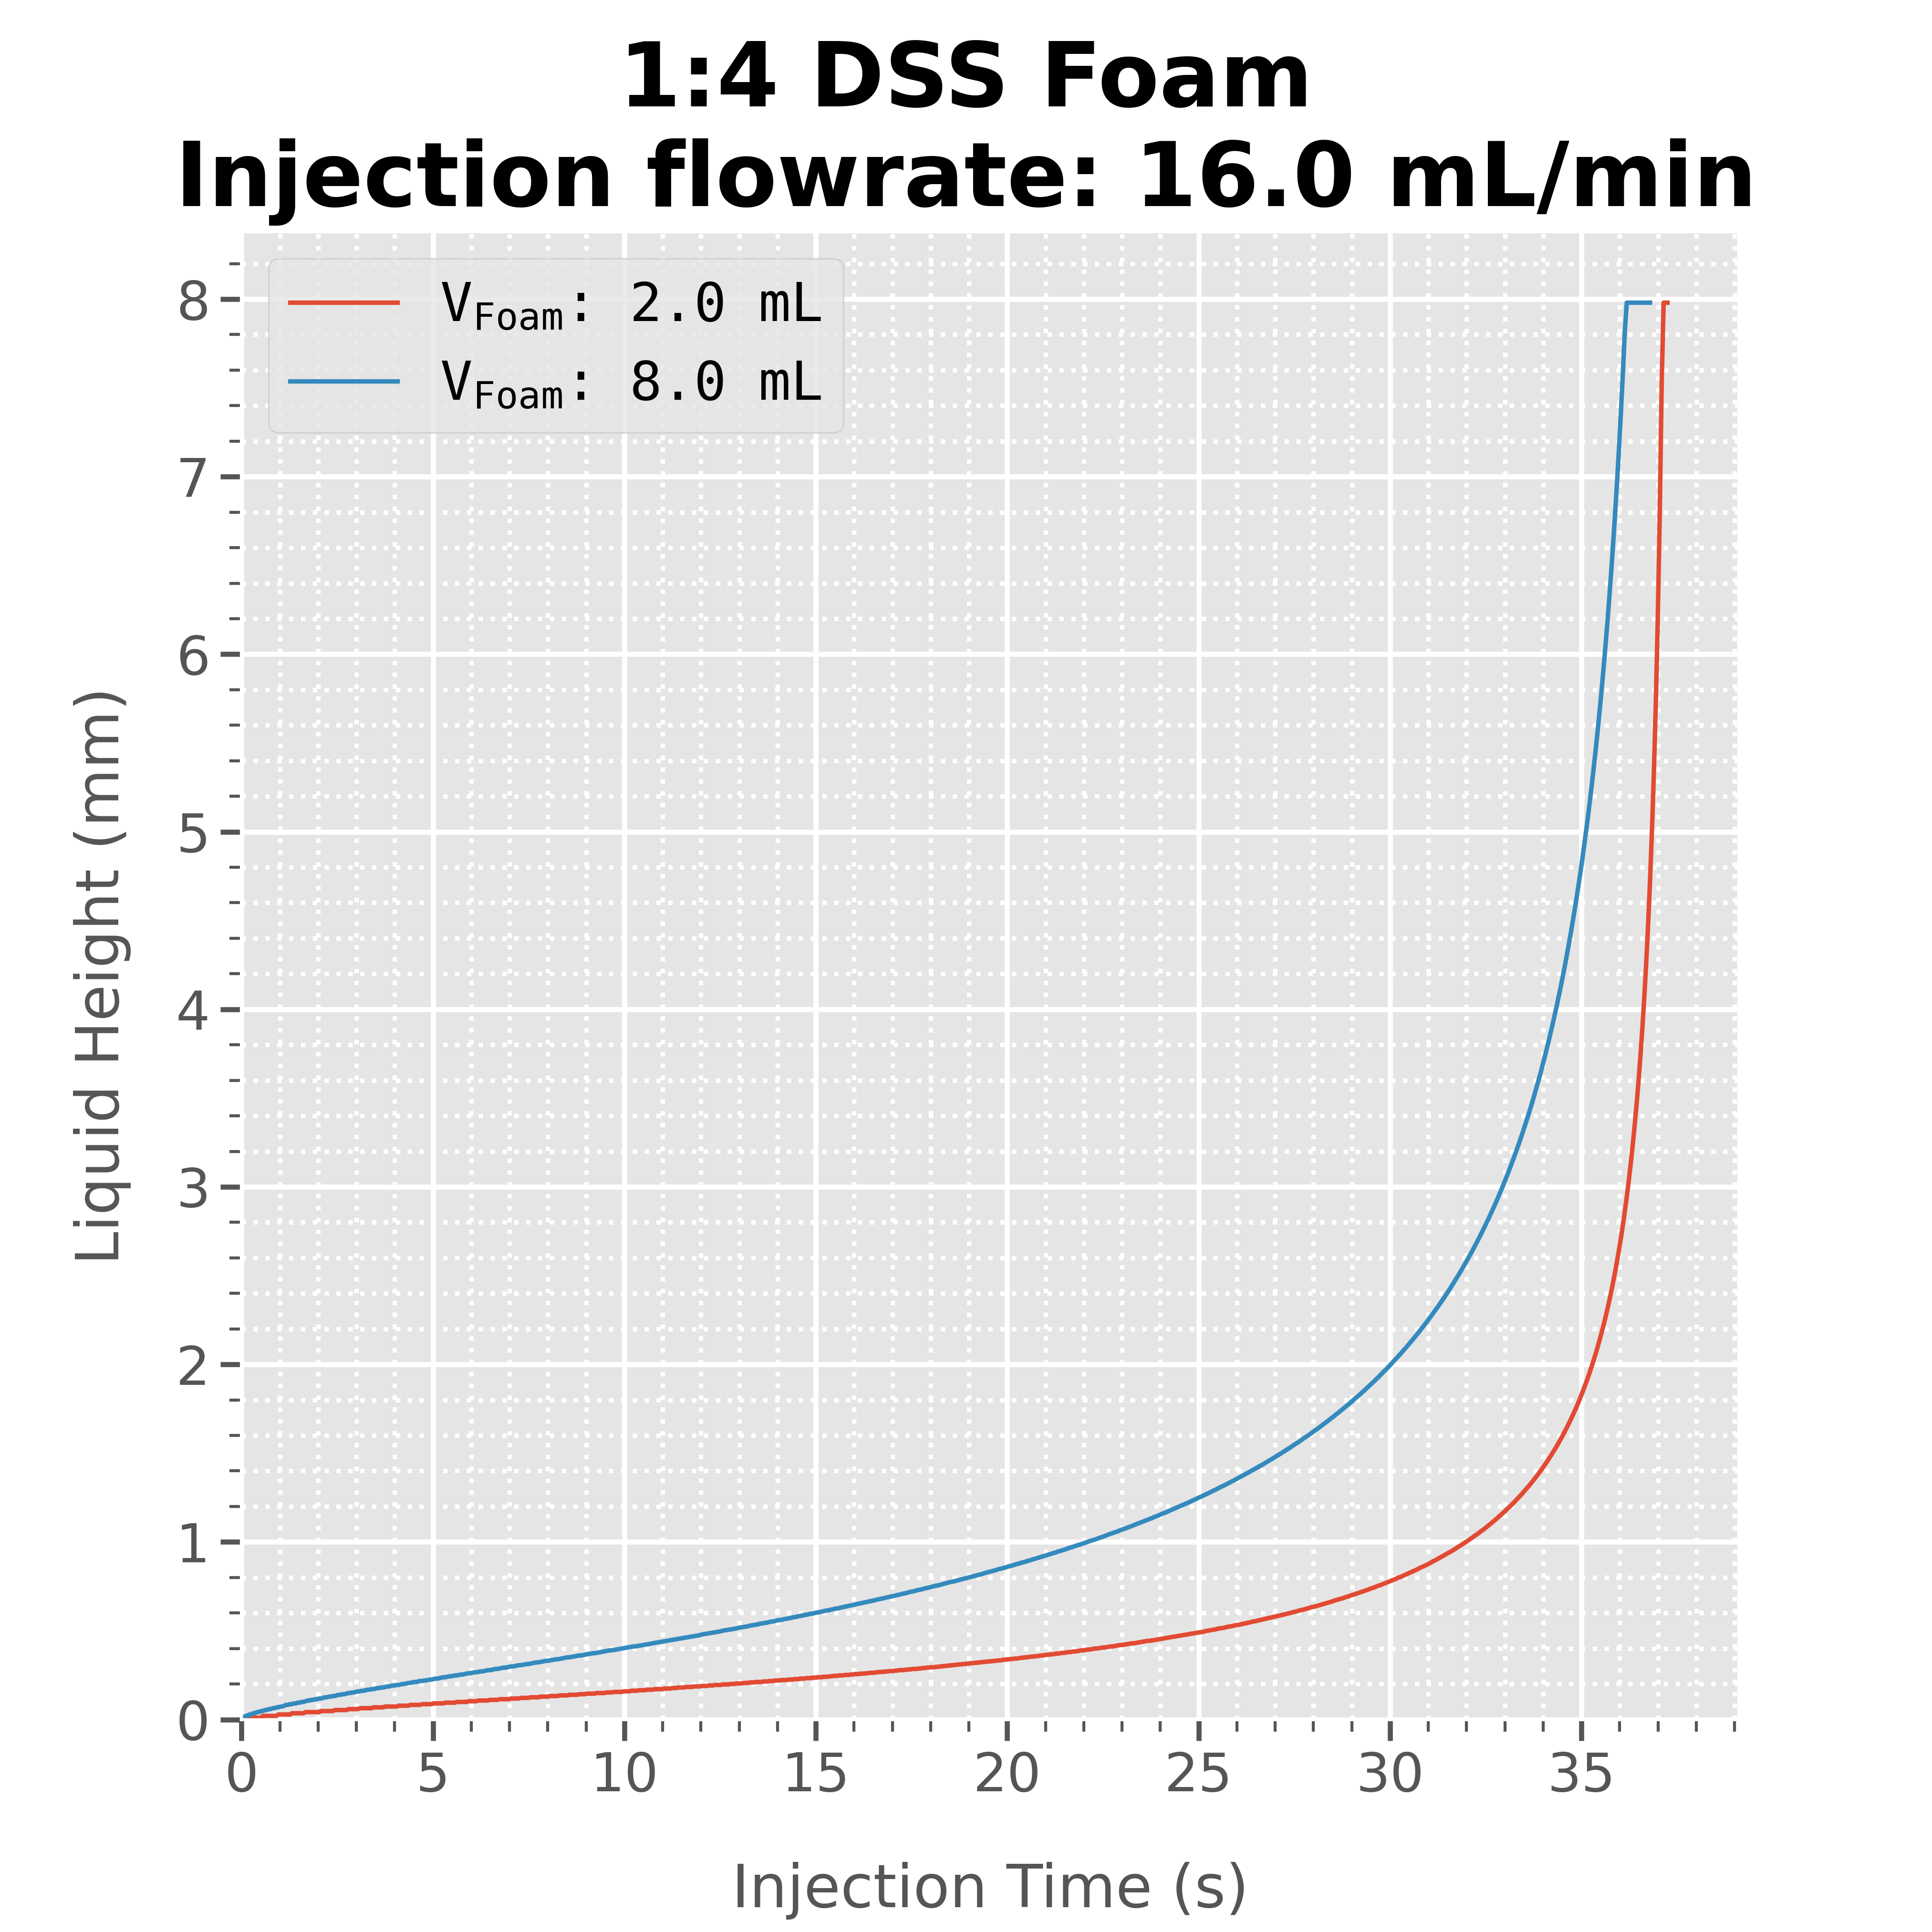 1:4 DSS Foam
Injection flowrate: 16.0 mL/min
V_Foam: 2.0 mL
V_Foam: 8.0 mL
8
7
6
5
4
3
2
1
0
Liquid Height (mm)
0 5 10 15 20 25 30 35
Injection Time (s)